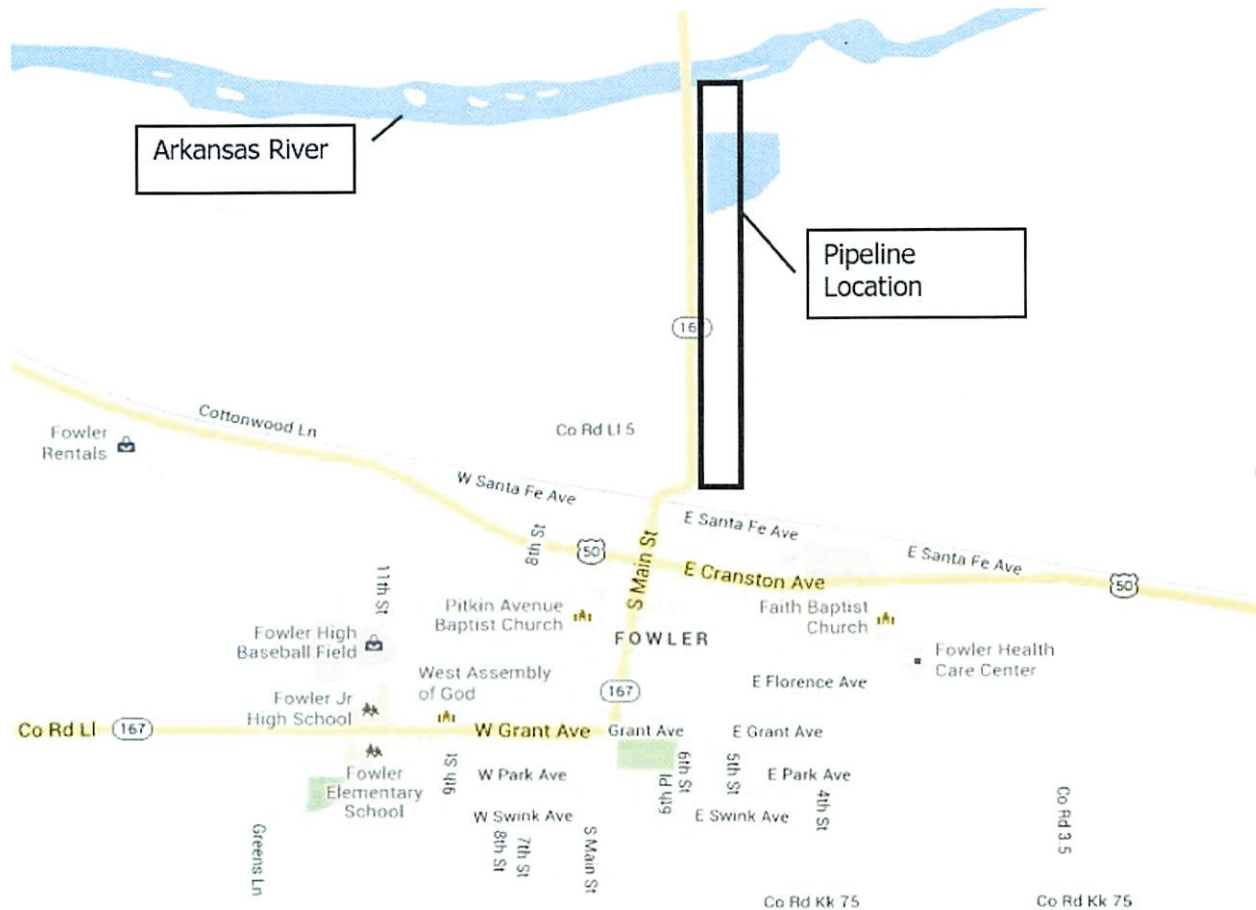 Arkansas River
Pipeline
Location
167
Cottonwood Ln
Fowler
Rentals
Co Rd Ll 5
W Santa Fe Ave
E Santa Fe Ave
E Santa Fe Ave
8th St
50
S Main St
E Cranston Ave
50
11th St
Pitkin Avenue
Baptist Church
Faith Baptist
Church
Fowler High
Baseball Field
FOWLER
Fowler Health
Care Center
West Assembly
of God
E Florence Ave
Fowler Jr
High School
167
Co Rd Ll
167
W Grant Ave
Grant Ave
E Grant Ave
Fowler
Elementary
School
9th St
W Park Ave
6th Pl
6th St
5th St
E Park Ave
4th St
Co Rd 3.5
W Swink Ave
E Swink Ave
Greens Ln
8th St
7th St
S Main St
Co Rd Kk 75
Co Rd Kk 75